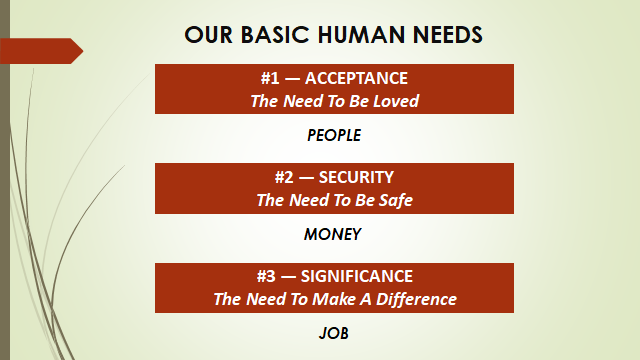 OUR BASIC HUMAN NEEDS
#1 — ACCEPTANCE
The Need To Be Loved
PEOPLE
#2 — SECURITY
The Need To Be Safe
MONEY
#3 — SIGNIFICANCE
The Need To Make A Difference
JOB